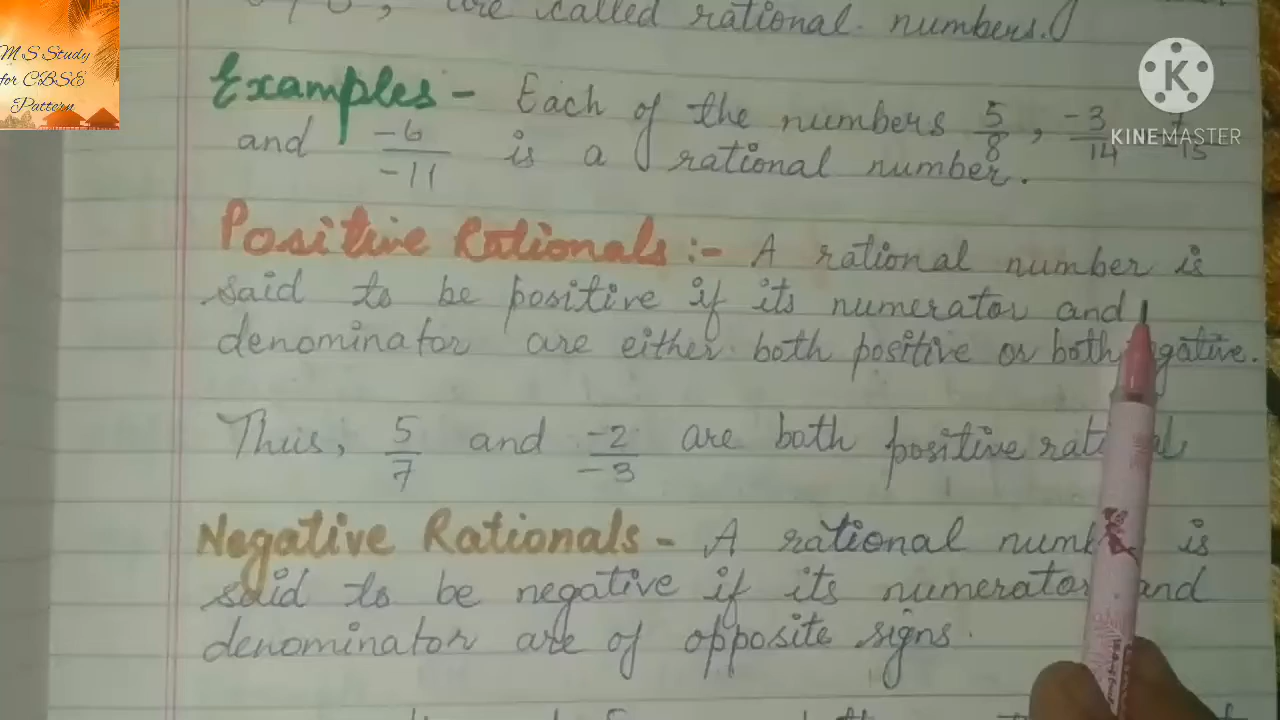 M S Study
for CBSE
Pattern
are called rational numbers.
KINEMASTER
Examples - Each of the numbers 5/8, -3/14, 
and -6/-11 is a rational number.
Positive Rationals :- A rational number is
said to be positive if its numerator and
denominator are either both positive or both
Thus, 5/7 and -2/-3 are both positive
Negative Rationals - A rational is
said to be negative if its numerator and
denominator are of opposite signs.